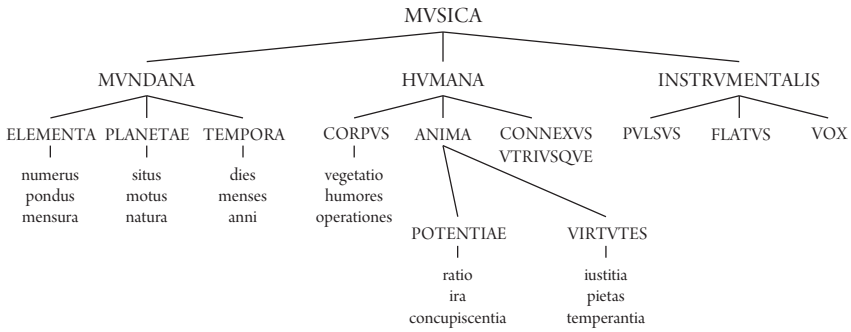 MVSICA
MVNDANA HVMANA INSTRVMENTALIS
ELEMENTA PLANETAE TEMPORA CORPVS ANIMA CONNEXVS PVLSVS FLATVS VOX
VTRIVSQVE
numerus situs dies vegetatio
pondus motus menses humores
mensura natura anni operationes
POTENTIAE VIRTVTES
ratio iustitia
ira pietas
concupiscentia temperantia